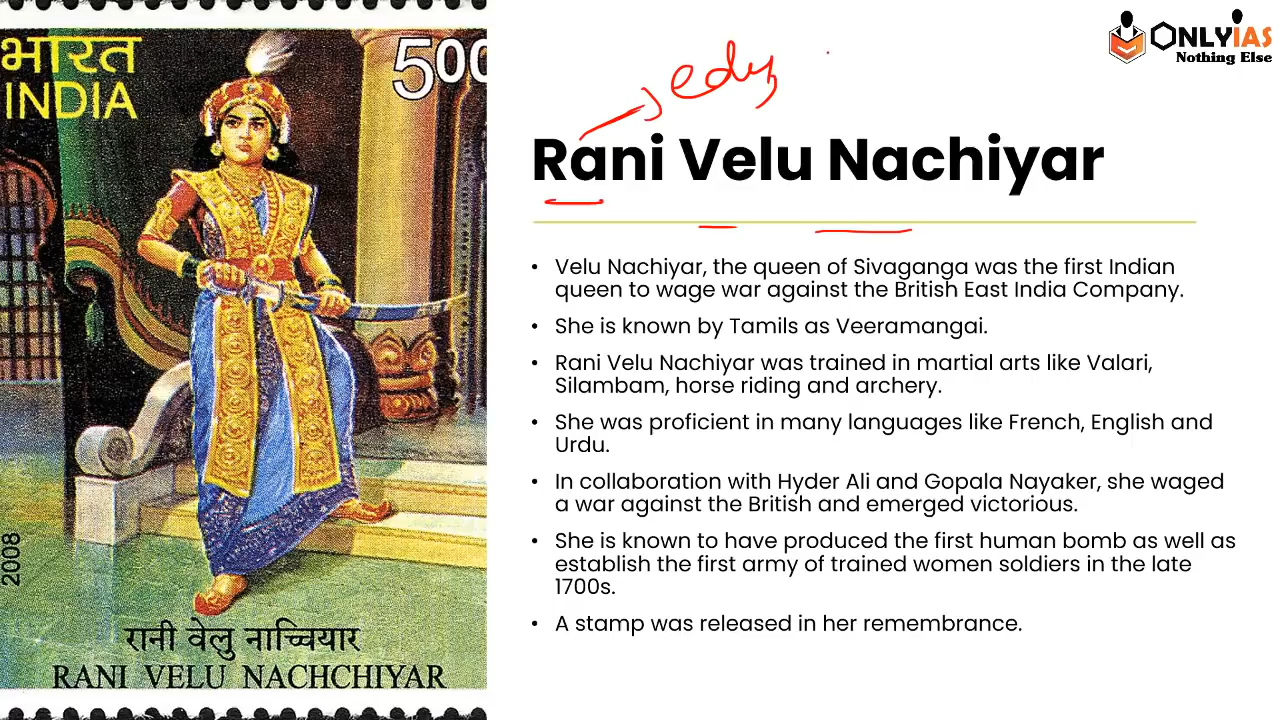 भारत
INDIA
500
2008
रानी वेलु नाच्चियार
RANI VELU NACHCHIYAR
ONLYIAS
Nothing Else
Rani Velu Nachiyar
• Velu Nachiyar, the queen of Sivaganga was the first Indian
queen to wage war against the British East India Company.
• She is known by Tamils as Veeramangai.
• Rani Velu Nachiyar was trained in martial arts like Valari,
Silambam, horse riding and archery.
• She was proficient in many languages like French, English and
Urdu.
• In collaboration with Hyder Ali and Gopala Nayaker, she waged
a war against the British and emerged victorious.
• She is known to have produced the first human bomb as well as
establish the first army of trained women soldiers in the late
1700s.
• A stamp was released in her remembrance.